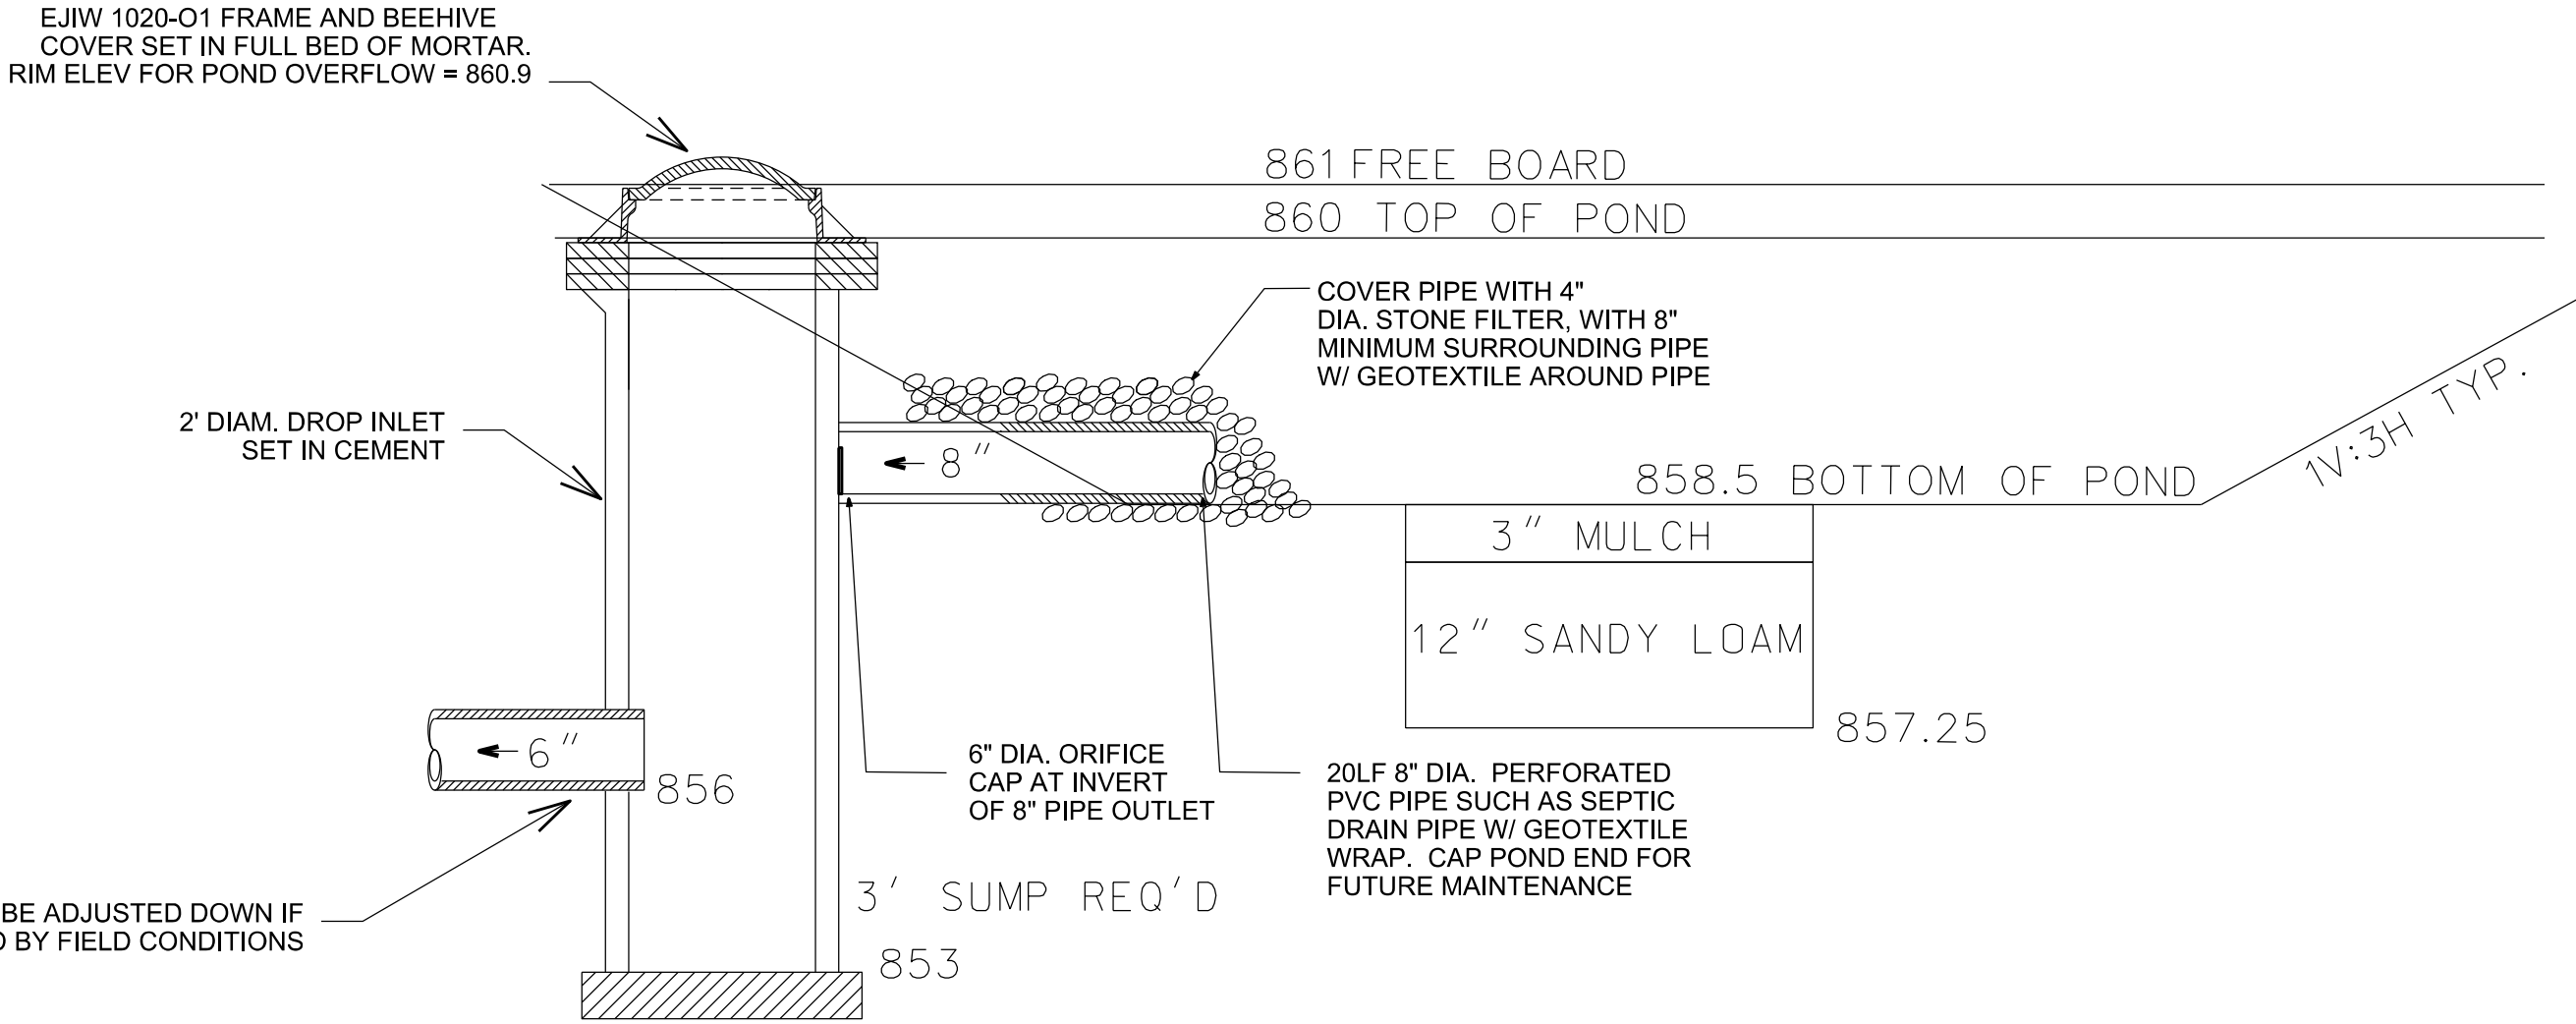 EJIW 1020-O1 FRAME AND BEEHIVE
COVER SET IN FULL BED OF MORTAR.
RIM ELEV FOR POND OVERFLOW = 860.9
861 FREE BOARD
860 TOP OF POND
COVER PIPE WITH 4"
DIA. STONE FILTER, WITH 8"
MINIMUM SURROUNDING PIPE
W/ GEOTEXTILE AROUND PIPE
1V:3H TYP.
2' DIAM. DROP INLET
SET IN CEMENT
8"
858.5 BOTTOM OF POND
3" MULCH
12" SANDY LOAM
857.25
6"
856
6" DIA. ORIFICE
CAP AT INVERT
OF 8" PIPE OUTLET
20LF 8" DIA. PERFORATED
PVC PIPE SUCH AS SEPTIC
DRAIN PIPE W/ GEOTEXTILE
WRAP. CAP POND END FOR
FUTURE MAINTENANCE
3' SUMP REQ'D
853
BE ADJUSTED DOWN IF
BY FIELD CONDITIONS